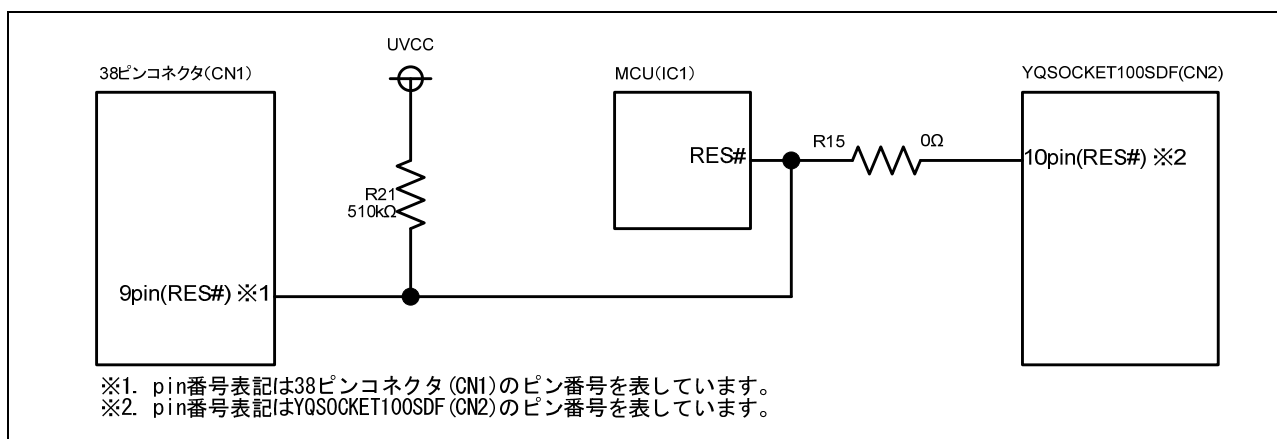 UVCC
38ピンコネクタ(CN1)
MCU(IC1)
YQSOCKET100SDF(CN2)
RES#
R15
0Ω
10pin(RES#) ※2
R21
510kΩ
9pin(RES#) ※1
※1. pin番号表記は38ピンコネクタ(CN1)のピン番号を表しています。
※2. pin番号表記はYQSOCKET100SDF(CN2)のピン番号を表しています。